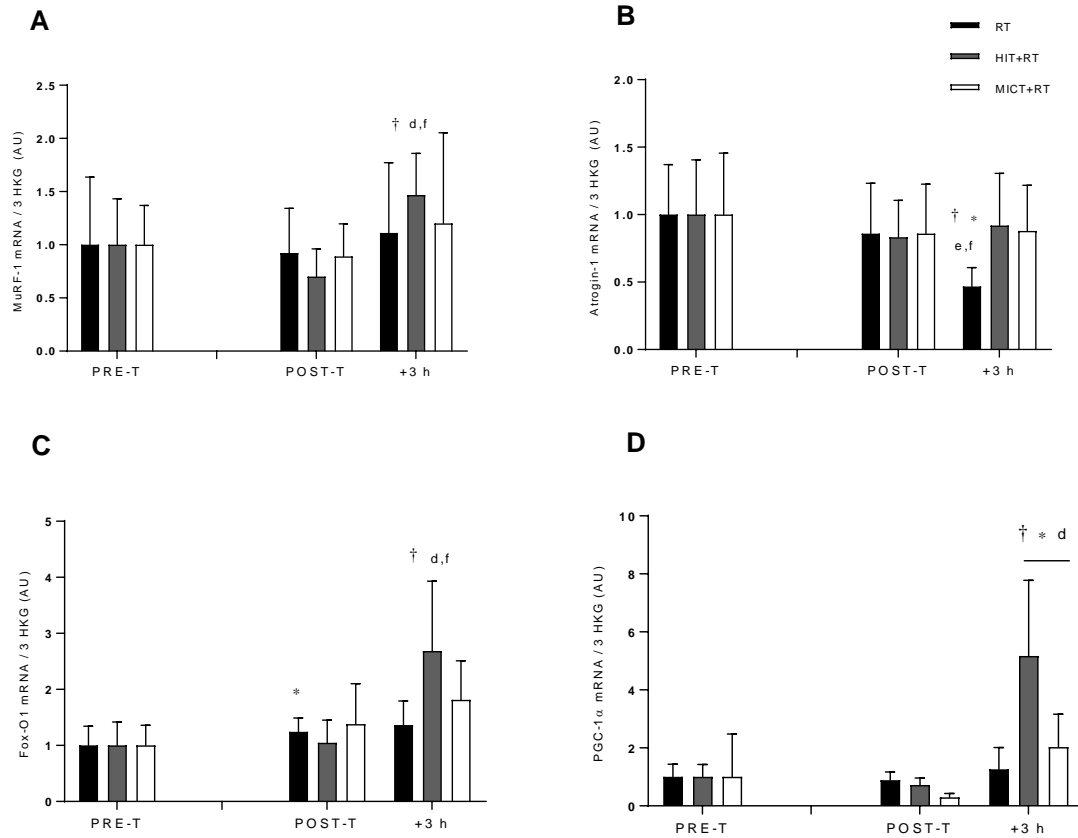 A
MuRF-1 mRNA / 3 HKG (AU)
2.5
2.0
1.5
1.0
0.5
0.0
† d,f
PRE-T POST-T +3 h
B
RT
HIT+RT
MICT+RT
Atrogin-1 mRNA / 3 HKG (AU)
2.0
1.5
1.0
0.5
0.0
† *
e,f
PRE-T POST-T +3 h
C
Fox-O1 mRNA / 3 HKG (AU)
5
4
3
2
1
0
† d,f
*
PRE-T POST-T +3 h
D
PGC-1α mRNA / 3 HKG (AU)
10
8
6
4
2
0
† * d
PRE-T POST-T +3 h